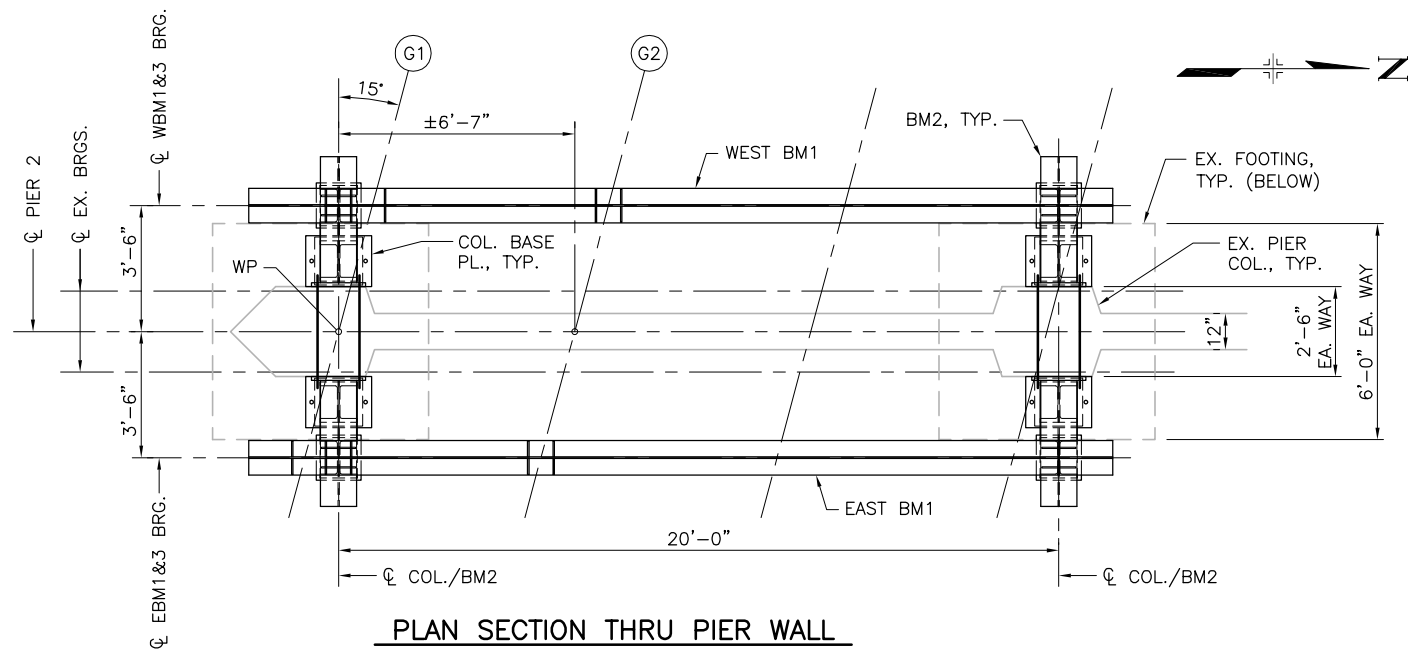 G1
G2
15°
±6'-7"
℄ WBM1&3 BRG.
℄ EX. BRGS.
℄ PIER 2
N
BM2, TYP.
WEST BM1
EX. FOOTING,
TYP. (BELOW)
3'-6"
COL. BASE
PL., TYP.
EX. PIER
COL., TYP.
WP
12"
2'-6"
EA. WAY
6'-0" EA. WAY
3'-6"
EAST BM1
20'-0"
℄ EBM1&3 BRG.
℄ COL./BM2
℄ COL./BM2
PLAN SECTION THRU PIER WALL